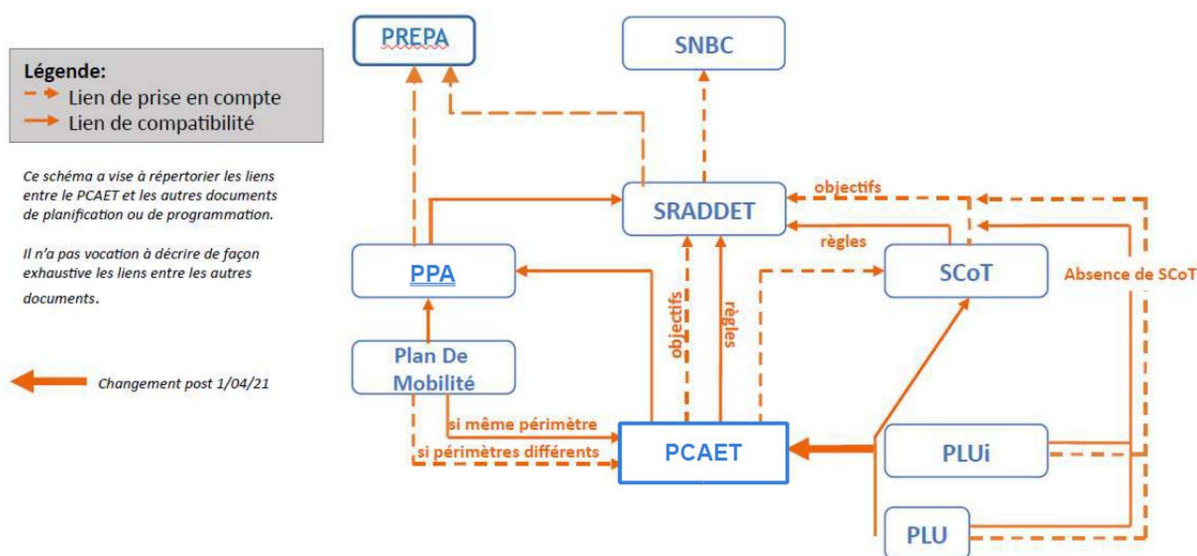 PREPA
SNBC
Légende:
Lien de prise en compte
Lien de compatibilité
Ce schéma a vise à répertorier les liens
entre le PCAET et les autres documents
de planification ou de programmation.
Il n'a pas vocation à décrire de façon
exhaustive les liens entre les autres
documents.
Changement post 1/04/21
SRADDET
objectifs
règles
PPA
SCoT
Absence de SCoT
objectifs
règles
Plan De
Mobilité
si même périmètre
si périmètres différents
PCAET
PLUi
PLU